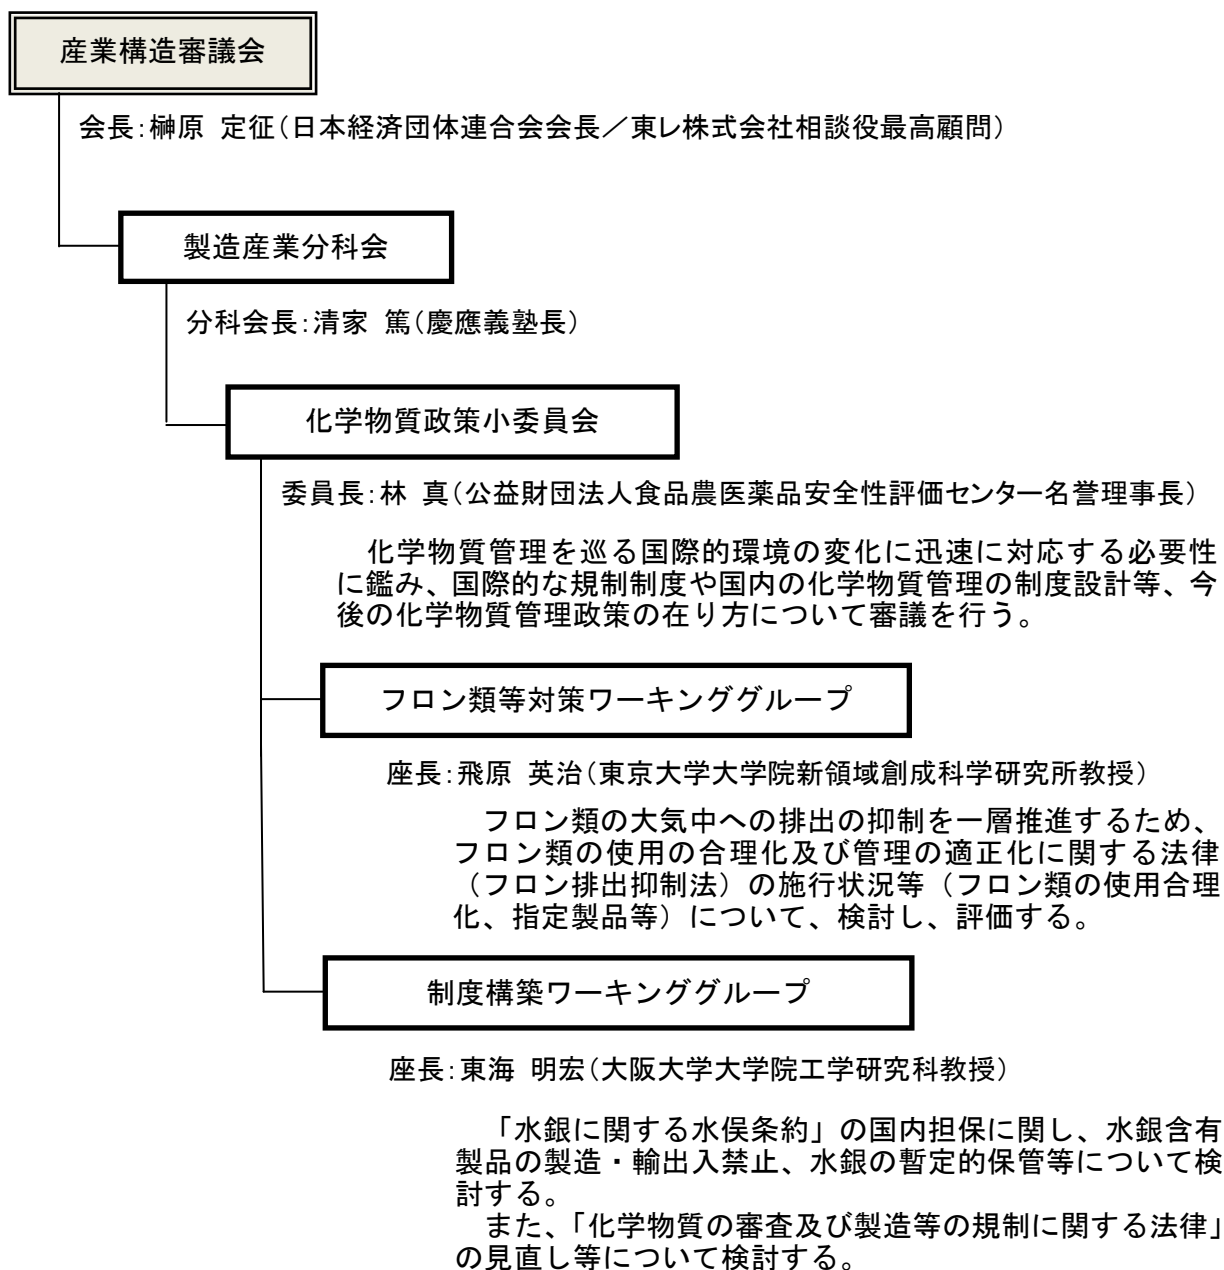 産業構造審議会
会長：榊原 定征（日本経済団体連合会会長／東レ株式会社相談役最高顧問）
製造産業分科会
分科会長：清家 篤（慶應義塾長）
化学物質政策小委員会
委員長：林 真（公益財団法人食品農医薬品安全性評価センター名誉理事長）
化学物質管理を巡る国際的環境の変化に迅速に対応する必要性
に鑑み、国際的な規制制度や国内の化学物質管理の制度設計等、今
後の化学物質管理政策の在り方について審議を行う。
フロン類等対策ワーキンググループ
座長：飛原 英治（東京大学大学院新領域創成科学研究所教授）
フロン類の大気中への排出の抑制を一層推進するため、
フロン類の使用の合理化及び管理の適正化に関する法律
（フロン排出抑制法）の施行状況等（フロン類の使用合理
化、指定製品等）について、検討し、評価する。
制度構築ワーキンググループ
座長：東海 明宏（大阪大学大学院工学研究科教授）
「水銀に関する水俣条約」の国内担保に関し、水銀含有
製品の製造・輸出入禁止、水銀の暫定的保管等について検
討する。
また、「化学物質の審査及び製造等の規制に関する法律」
の見直し等について検討する。